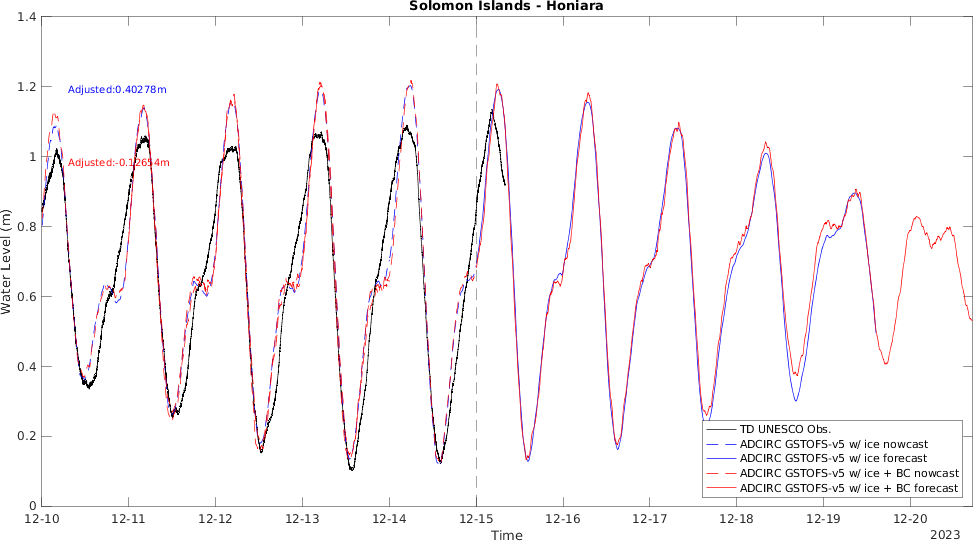 Solomon Islands - Honiara
1.4
1.2
1
0.8
0.6
0.4
0.2
0
Water Level (m)
Adjusted:0.40278m
Adjusted:-0.12654m
TD UNESCO Obs.
ADCIRC GSTOFS-v5 w/ ice nowcast
ADCIRC GSTOFS-v5 w/ ice forecast
ADCIRC GSTOFS-v5 w/ ice + BC nowcast
ADCIRC GSTOFS-v5 w/ ice + BC forecast
12-10 12-11 12-12 12-13 12-14 12-15 12-16 12-17 12-18 12-19 12-20
Time
2023